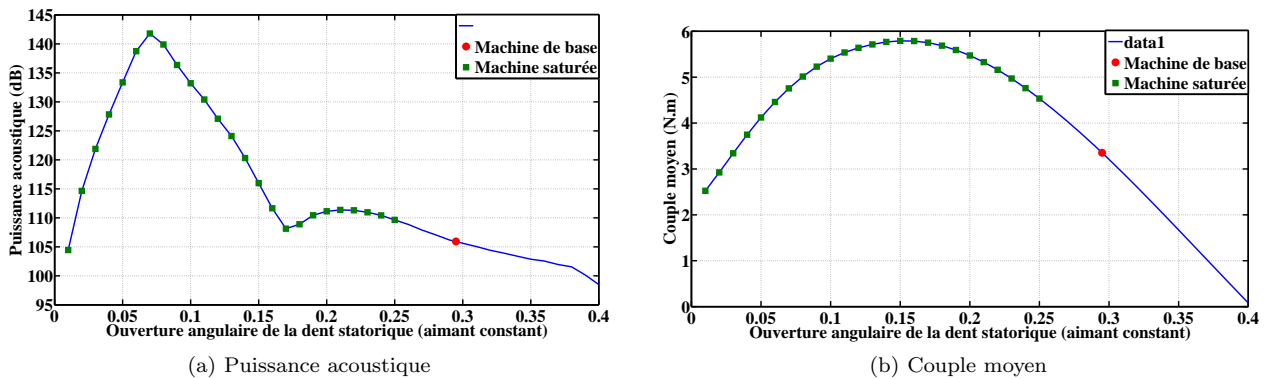 145
140
135
130
125
120
115
110
105
100
95
Puissance acoustique (dB)
Machine de base
Machine saturée
0 0.05 0.1 0.15 0.2 0.25 0.3 0.35 0.4
Ouverture angulaire de la dent statorique (aimant constant)
(a) Puissance acoustique
6
5
4
3
2
1
0
Couple moyen (N.m)
data1
Machine de base
Machine saturée
0 0.05 0.1 0.15 0.2 0.25 0.3 0.35 0.4
Ouverture angulaire de la dent statorique (aimant constant)
(b) Couple moyen